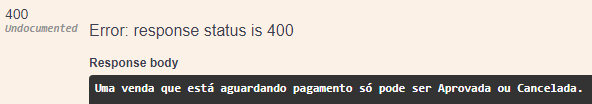 400
Undocumented
Error: response status is 400
Response body
Uma venda que está aguardando pagamento só pode ser Aprovada ou Cancelada.